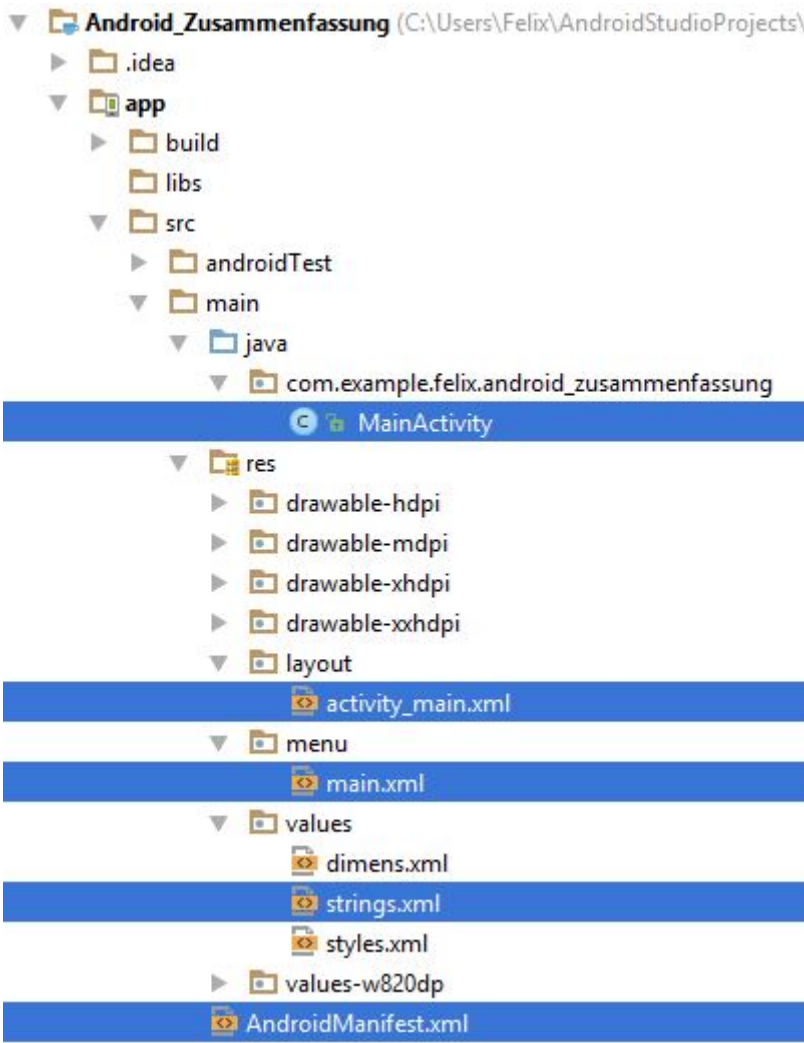 Android_Zusammenfassung (C:\Users\Felix\AndroidStudioProjects\
.idea
app
build
libs
src
androidTest
main
java
com.example.felix.android_zusammenfassung
C MainActivity
res
drawable-hdpi
drawable-mdpi
drawable-xhdpi
drawable-xxhdpi
layout
activity_main.xml
menu
main.xml
values
dimens.xml
strings.xml
styles.xml
values-w820dp
AndroidManifest.xml